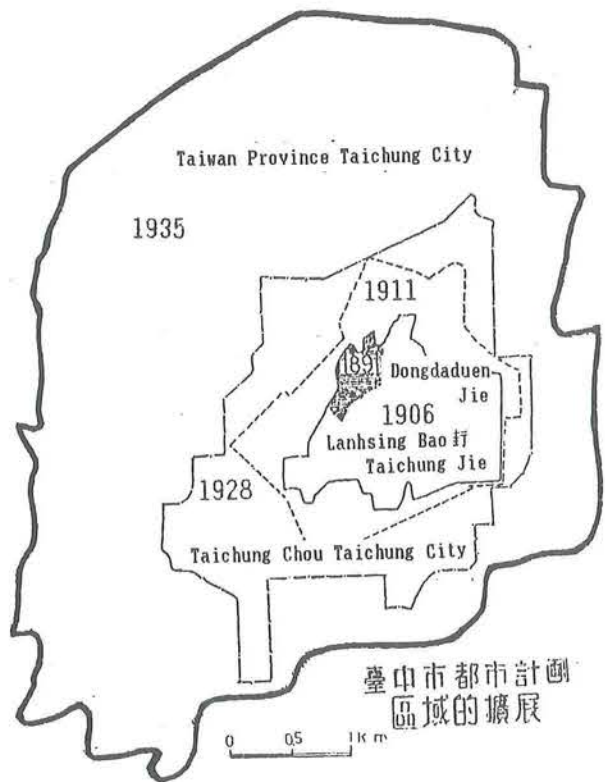 Taiwan Province Taichung City
1935
1911
1891
Dongdaduen
Jie
1906
Lanhsing Bao
Taichung Jie
1928
Taichung Chou Taichung City
臺中市都市計劃
區域的擴展
0 0.5 1Km